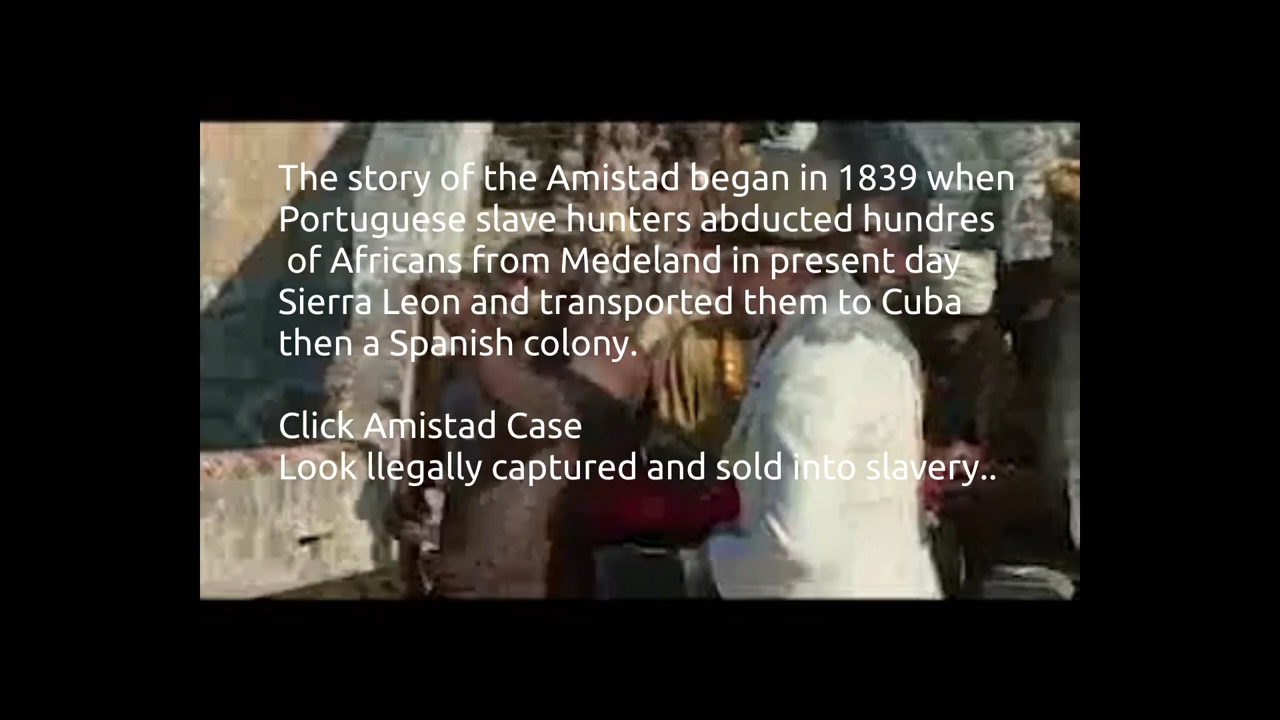 The story of the Amistad began in 1839 when
Portuguese slave hunters abducted hundres
of Africans from Medeland in present day
Sierra Leon and transported them to Cuba
then a Spanish colony.
Click Amistad Case
Look llegally captured and sold into slavery..